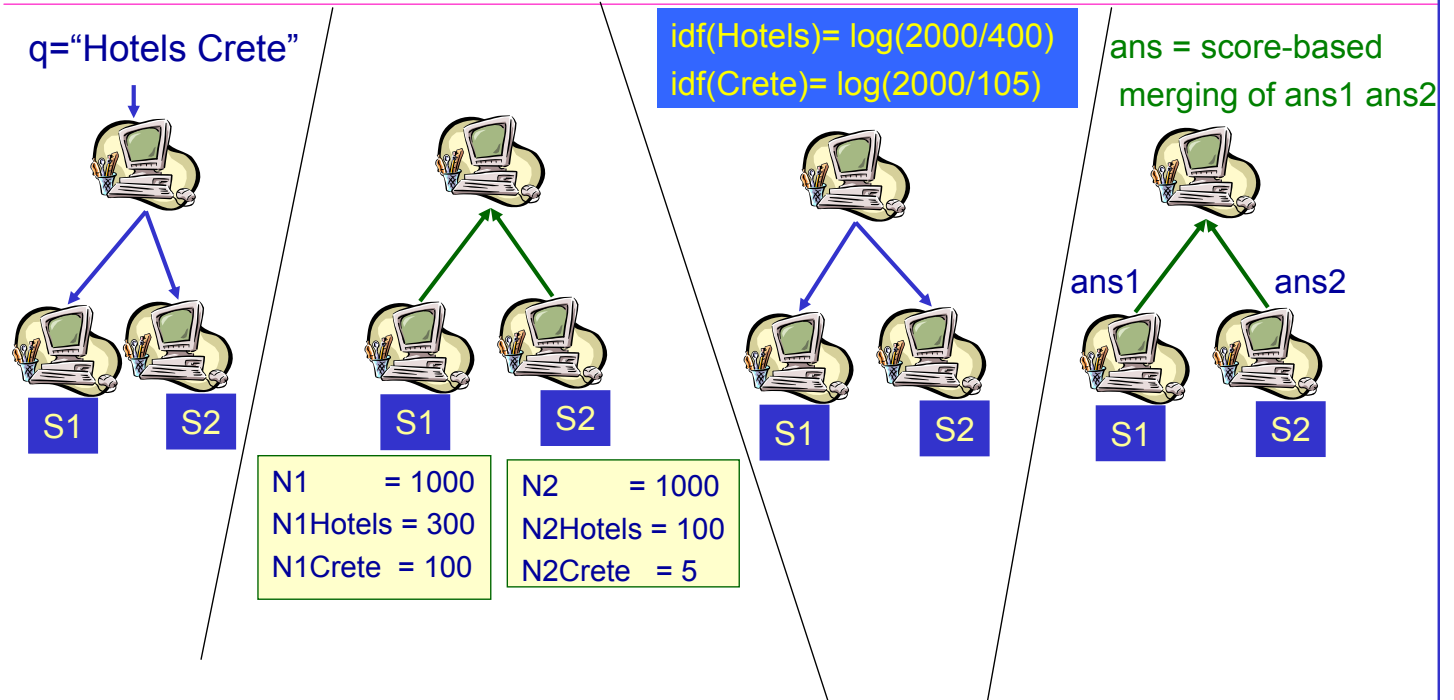 q=“Hotels Crete”
S1
S2
S1
S2
N1 = 1000
N1Hotels = 300
N1Crete = 100
N2 = 1000
N2Hotels = 100
N2Crete = 5
idf(Hotels)= log(2000/400)
idf(Crete)= log(2000/105)
S1
S2
ans = score-based
merging of ans1 ans2
ans1
ans2
S1
S2